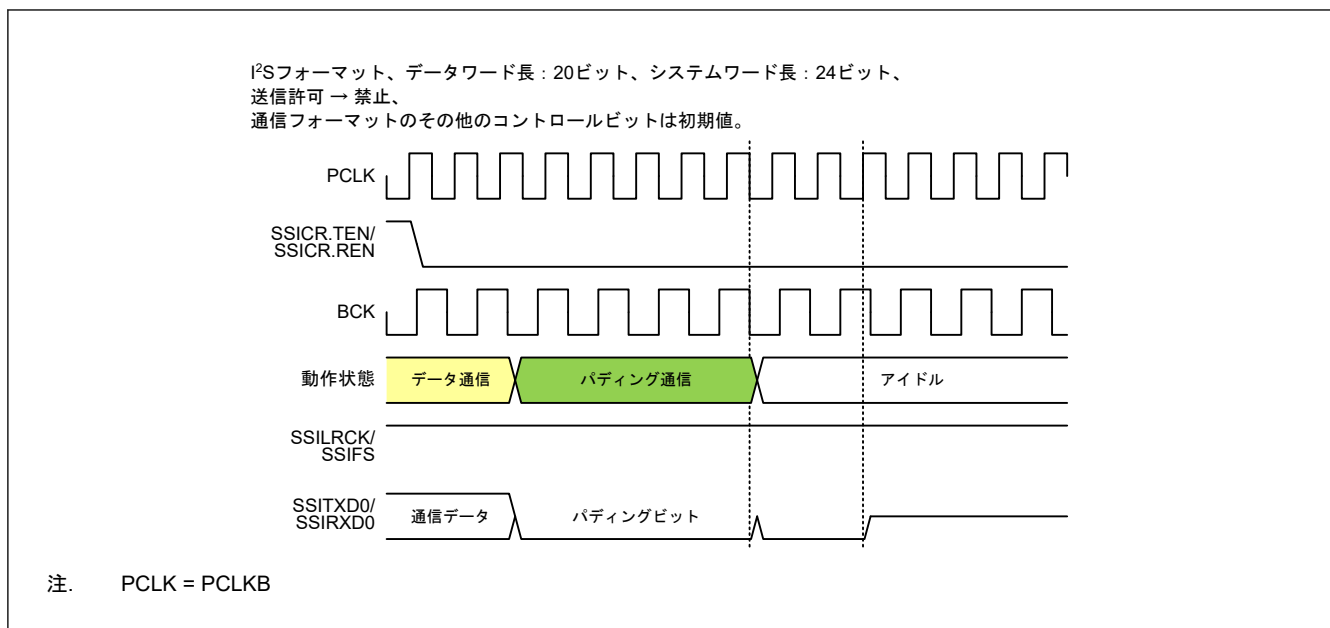 I²Sフォーマット、データワード長：20ビット、システムワード長：24ビット、
送信許可 → 禁止、
通信フォーマットのその他のコントロールビットは初期値。
PCLK
SSICR.TEN/
SSICR.REN
BCK
動作状態
データ通信
パディング通信
アイドル
SSILRCK/
SSIFS
SSITXD0/
SSIRXD0
通信データ
パディングビット
注. PCLK = PCLKB